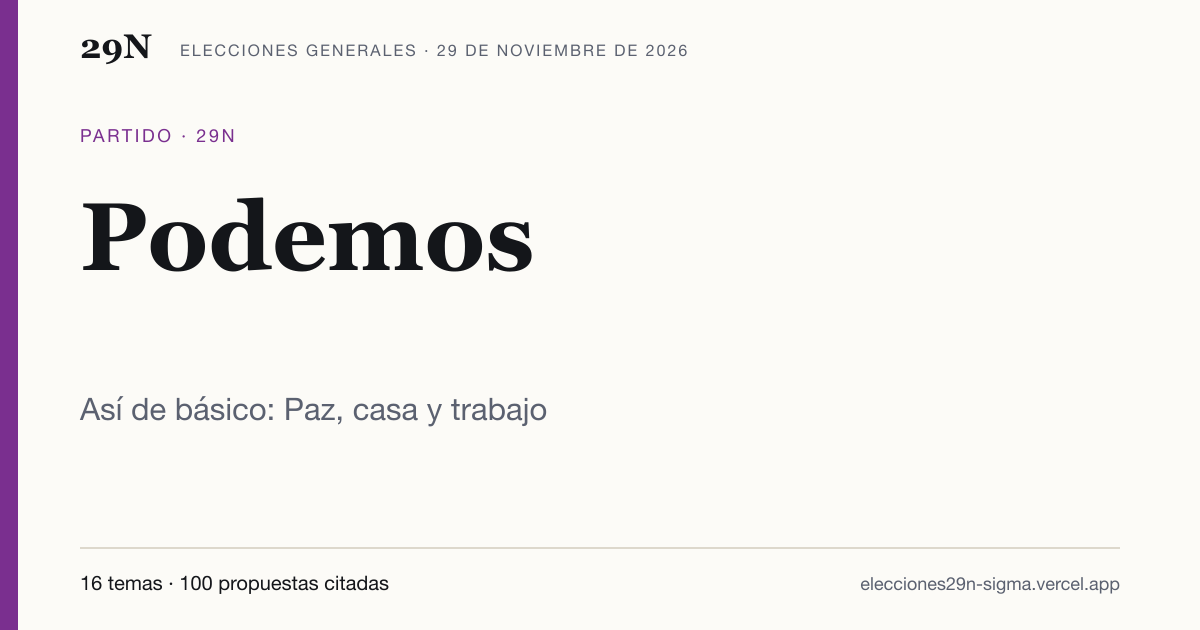 29N ELECCIONES GENERALES · 29 DE NOVIEMBRE DE 2026
PARTIDO · 29N
Podemos
Así de básico: Paz, casa y trabajo
16 temas · 100 propuestas citadas
elecciones29n-sigma.vercel.app